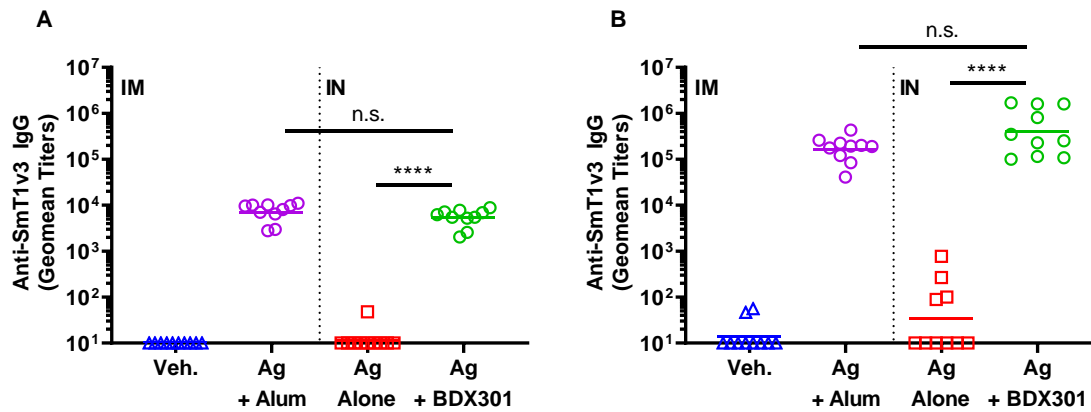 A
Anti-SmT1v3 IgG
(Geomean Titers)
10⁷
10⁶
10⁵
10⁴
10³
10²
10¹
IM
IN
n.s.
****
Veh.
Ag
+ Alum
Ag
Alone
Ag
+ BDX301
B
Anti-SmT1v3 IgG
(Geomean Titers)
10⁷
10⁶
10⁵
10⁴
10³
10²
10¹
n.s.
****
IM
IN
Veh.
Ag
+ Alum
Ag
Alone
Ag
+ BDX301